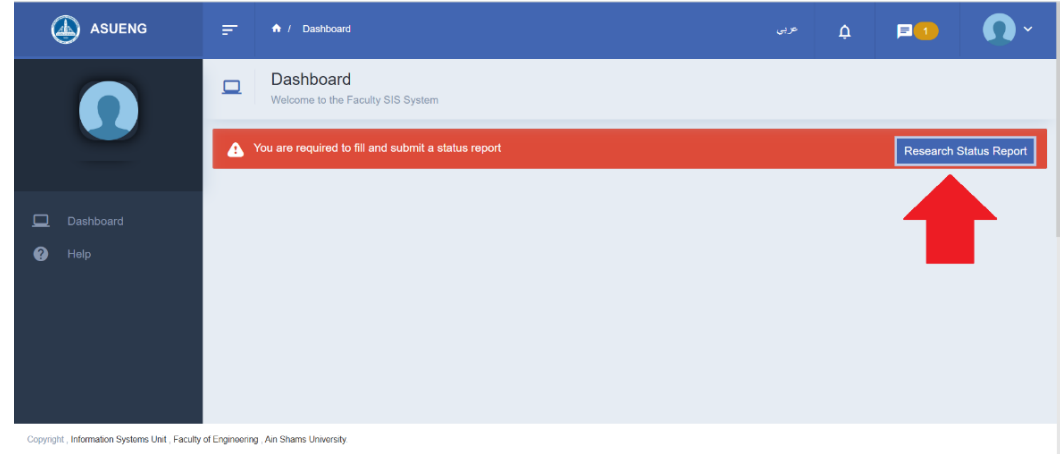 ASUENG
/ Dashboard
عربي
1
Dashboard
Welcome to the Faculty SIS System
You are required to fill and submit a status report
Research Status Report
Dashboard
Help
Copyright , Information Systems Unit , Faculty of Engineering , Ain Shams University.